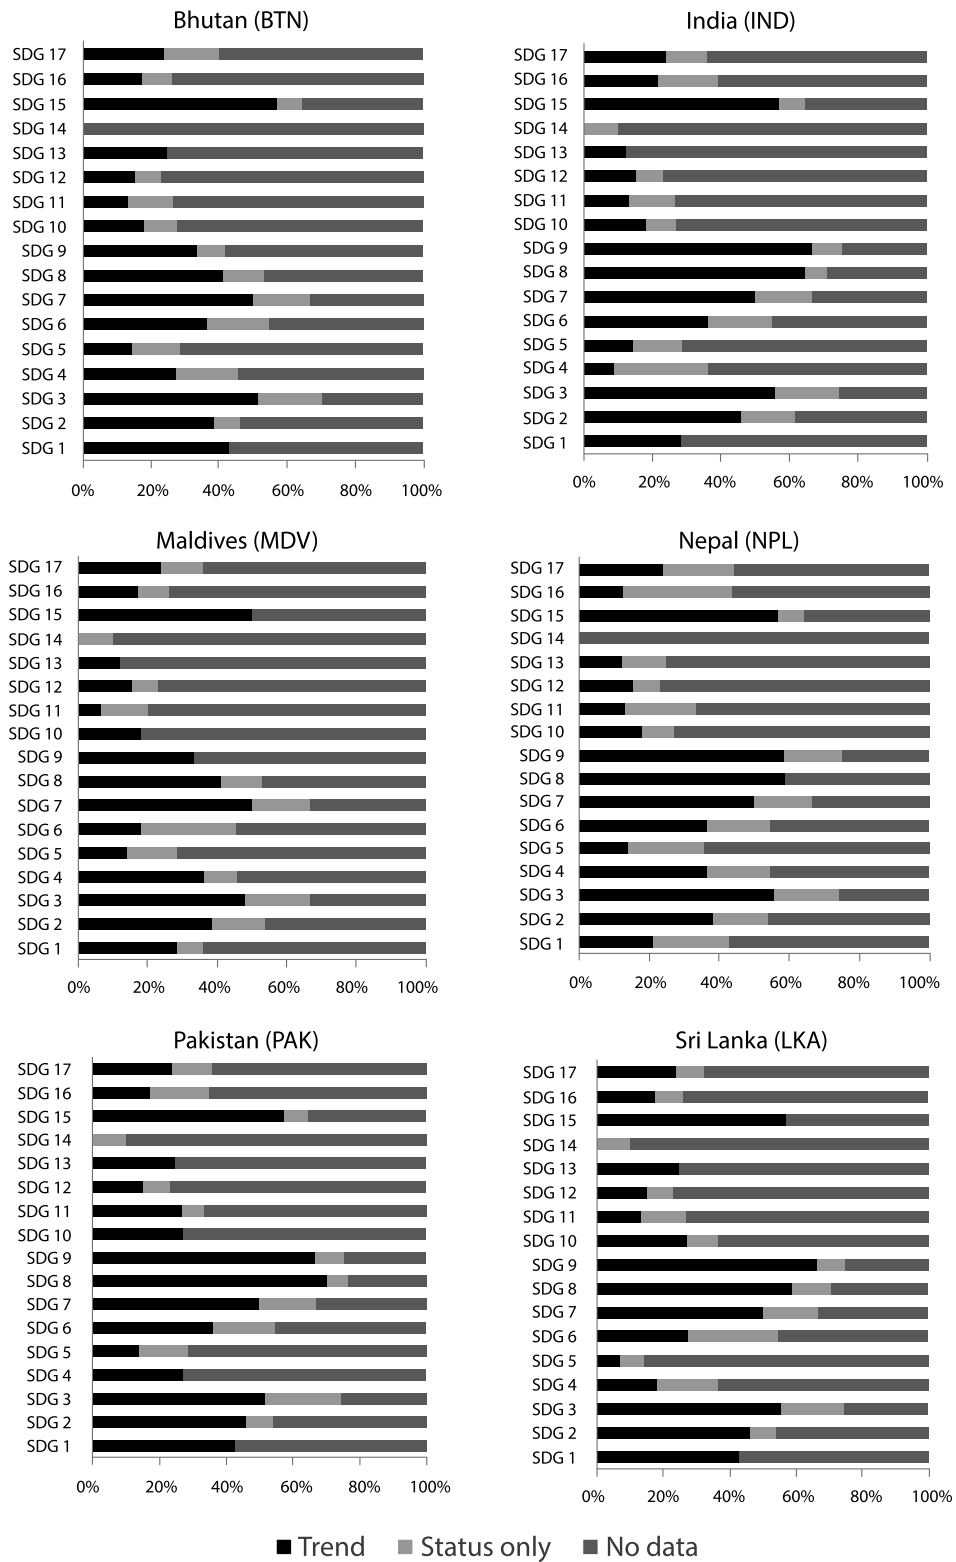 Bhutan (BTN)
SDG 17
SDG 16
SDG 15
SDG 14
SDG 13
SDG 12
SDG 11
SDG 10
SDG 9
SDG 8
SDG 7
SDG 6
SDG 5
SDG 4
SDG 3
SDG 2
SDG 1
0% 20% 40% 60% 80% 100%
India (IND)
SDG 17
SDG 16
SDG 15
SDG 14
SDG 13
SDG 12
SDG 11
SDG 10
SDG 9
SDG 8
SDG 7
SDG 6
SDG 5
SDG 4
SDG 3
SDG 2
SDG 1
0% 20% 40% 60% 80% 100%
Maldives (MDV)
SDG 17
SDG 16
SDG 15
SDG 14
SDG 13
SDG 12
SDG 11
SDG 10
SDG 9
SDG 8
SDG 7
SDG 6
SDG 5
SDG 4
SDG 3
SDG 2
SDG 1
0% 20% 40% 60% 80% 100%
Nepal (NPL)
SDG 17
SDG 16
SDG 15
SDG 14
SDG 13
SDG 12
SDG 11
SDG 10
SDG 9
SDG 8
SDG 7
SDG 6
SDG 5
SDG 4
SDG 3
SDG 2
SDG 1
0% 20% 40% 60% 80% 100%
Pakistan (PAK)
SDG 17
SDG 16
SDG 15
SDG 14
SDG 13
SDG 12
SDG 11
SDG 10
SDG 9
SDG 8
SDG 7
SDG 6
SDG 5
SDG 4
SDG 3
SDG 2
SDG 1
0% 20% 40% 60% 80% 100%
Sri Lanka (LKA)
SDG 17
SDG 16
SDG 15
SDG 14
SDG 13
SDG 12
SDG 11
SDG 10
SDG 9
SDG 8
SDG 7
SDG 6
SDG 5
SDG 4
SDG 3
SDG 2
SDG 1
0% 20% 40% 60% 80% 100%
Trend Status only No data